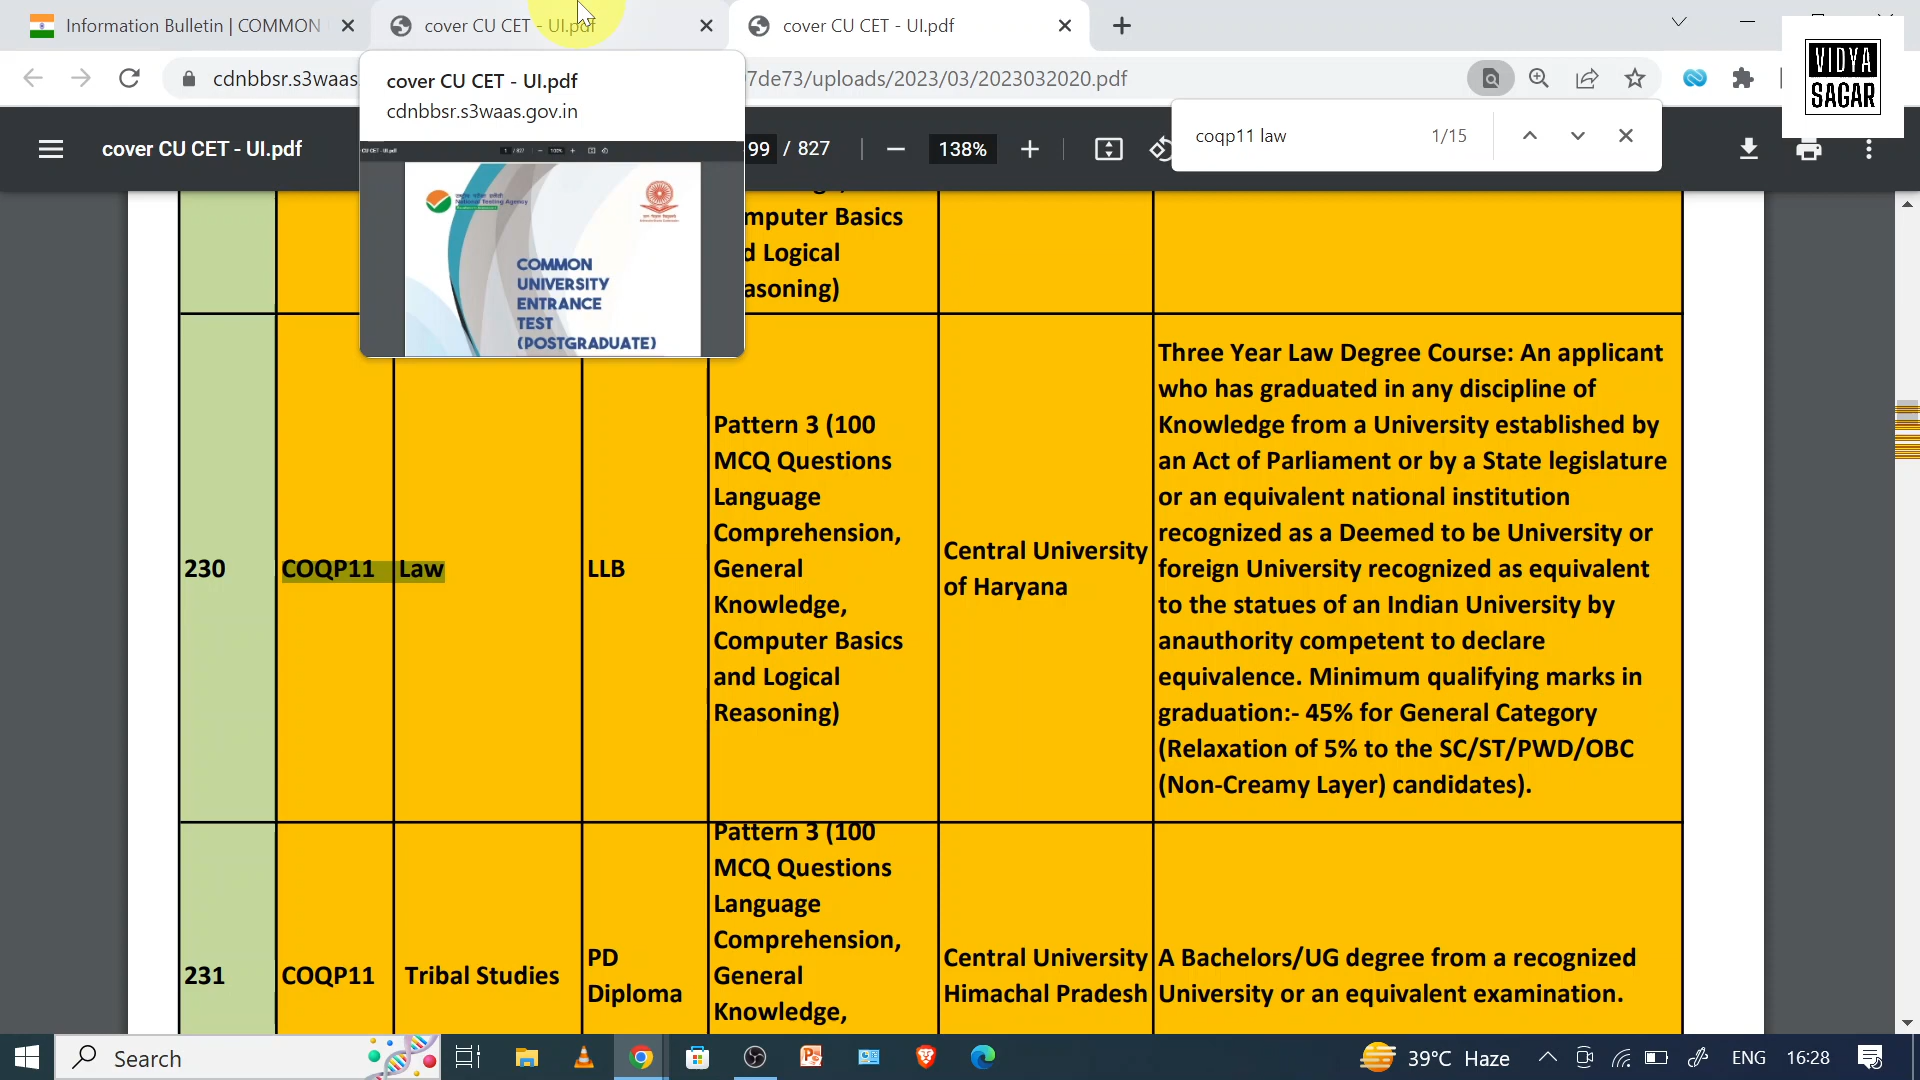 Information Bulletin | COMMON
cover CU CET - UI.pdf
cover CU CET - UI.pdf
cdnbbsr.s3waas
7de73/uploads/2023/03/2023032020.pdf
cover CU CET - UI.pdf
cdnbbsr.s3waas.gov.in
VIDYA
SAGAR
cover CU CET - UI.pdf
99 / 827
138%
coqp11 law
1/15
National Testing Agency
COMMON
UNIVERSITY
ENTRANCE
TEST
(POSTGRADUATE)
mputer Basics
d Logical
asoning)
230
COQP11
Law
LLB
Pattern 3 (100
MCQ Questions
Language
Comprehension,
General
Knowledge,
Computer Basics
and Logical
Reasoning)
Central University
of Haryana
Three Year Law Degree Course: An applicant
who has graduated in any discipline of
Knowledge from a University established by
an Act of Parliament or by a State legislature
or an equivalent national institution
recognized as a Deemed to be University or
foreign University recognized as equivalent
to the statues of an Indian University by
anauthority competent to declare
equivalence. Minimum qualifying marks in
graduation:- 45% for General Category
(Relaxation of 5% to the SC/ST/PWD/OBC
(Non-Creamy Layer) candidates).
231
COQP11
Tribal Studies
PD
Diploma
Pattern 3 (100
MCQ Questions
Language
Comprehension,
General
Knowledge,
Central University
Himachal Pradesh
A Bachelors/UG degree from a recognized
University or an equivalent examination.
Search
39°C Haze
ENG
16:28